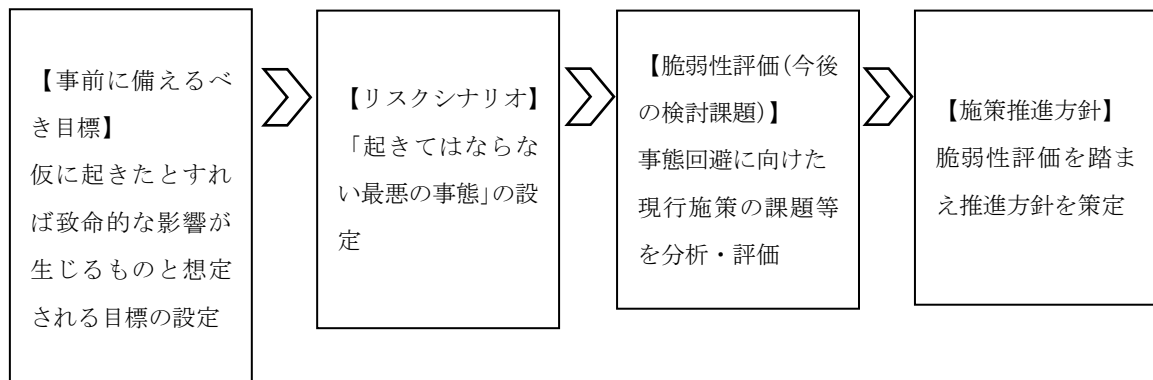 【事前に備えるべ
き目標】
仮に起きたとすれ
ば致命的な影響が
生じるものと想定
される目標の設定
【リスクシナリオ】
「起きてはならな
い最悪の事態」の設
定
【脆弱性評価(今後
の検討課題)】
事態回避に向けた
現行施策の課題等
を分析・評価
【施策推進方針】
脆弱性評価を踏ま
え推進方針を策定